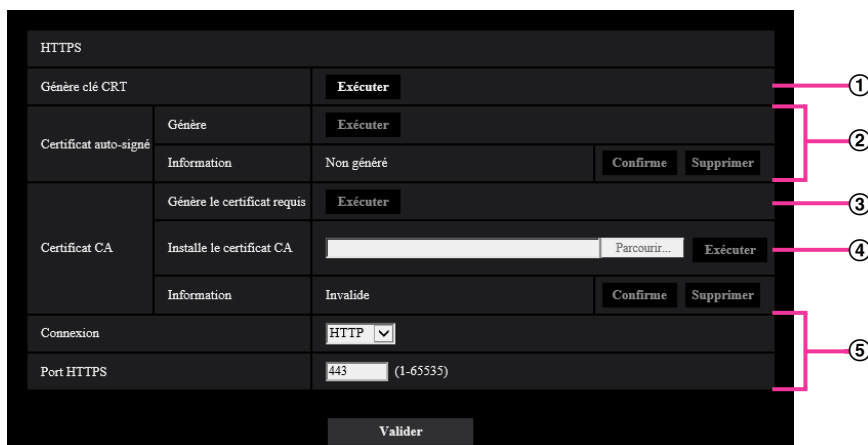 HTTPS
Génère clé CRT Exécuter ①
Certificat auto-signé
Génère Exécuter
②
Information Non généré Confirme Supprimer
Génère le certificat requis Exécuter ③
Certificat CA Installe le certificat CA Parcourir... Exécuter ④
Information Invalide Confirme Supprimer
Connexion HTTP
⑤
Port HTTPS 443 (1-65535)
Valider